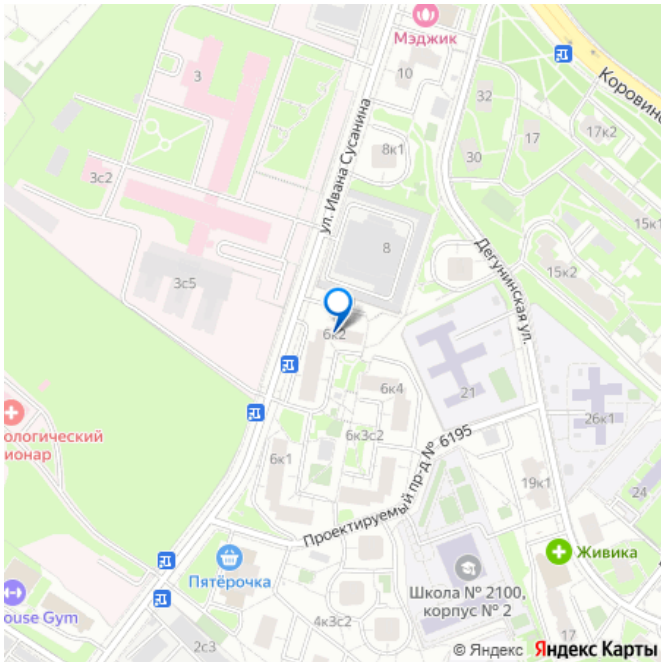 Мэджик
3
10
32
17
Коровинс
17к2
8к1
30
3с2
ул. Ивана Сусанина
15к1
8
Дегунинская ул.
15к2
3с5
6к2
6к4
21
26к1
ологический
ионар
6к3с2
6к1
Проектируемый пр-д № 6195
19к1
24
Пятёрочка
Живика
Школа № 2100,
корпус № 2
ouse Gym
4к3с2
17
2с3
© Яндекс Яндекс Карты